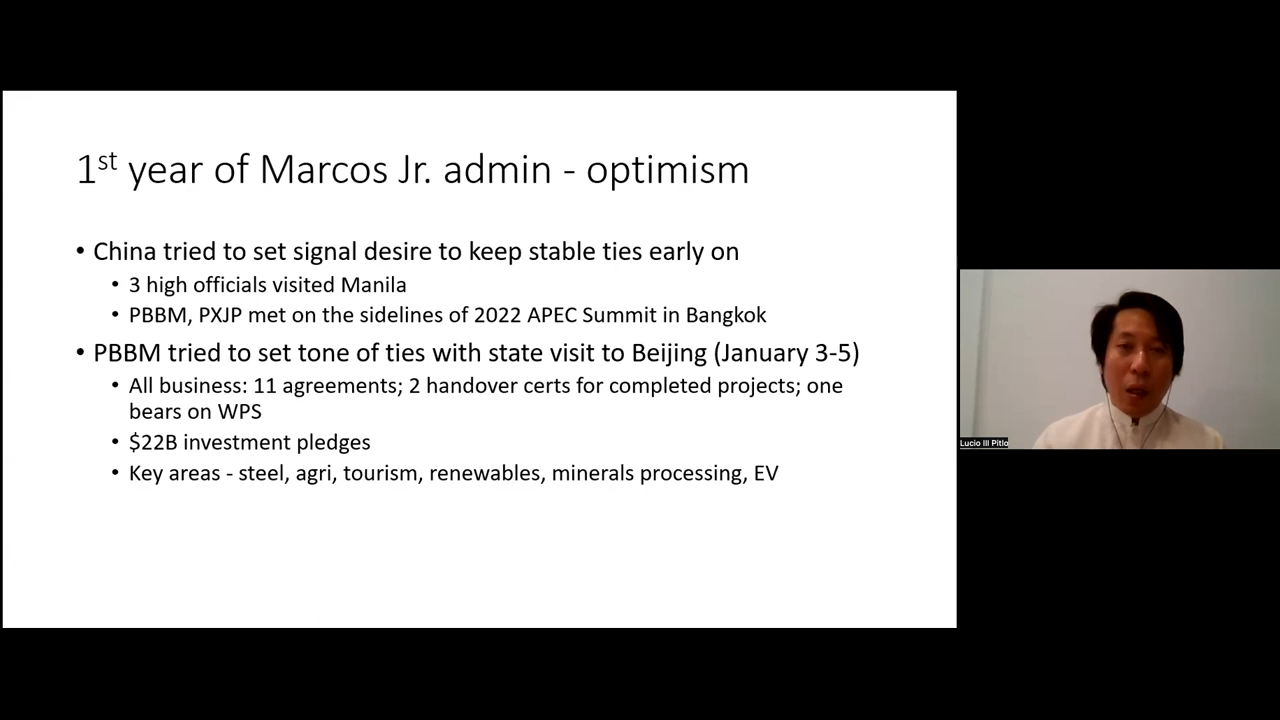 1st year of Marcos Jr. admin - optimism
• China tried to set signal desire to keep stable ties early on
• 3 high officials visited Manila
• PBBM, PXJP met on the sidelines of 2022 APEC Summit in Bangkok
• PBBM tried to set tone of ties with state visit to Beijing (January 3-5)
• All business: 11 agreements; 2 handover certs for completed projects; one
bears on WPS
• $22B investment pledges
• Key areas - steel, agri, tourism, renewables, minerals processing, EV
Lucio III Pitlo